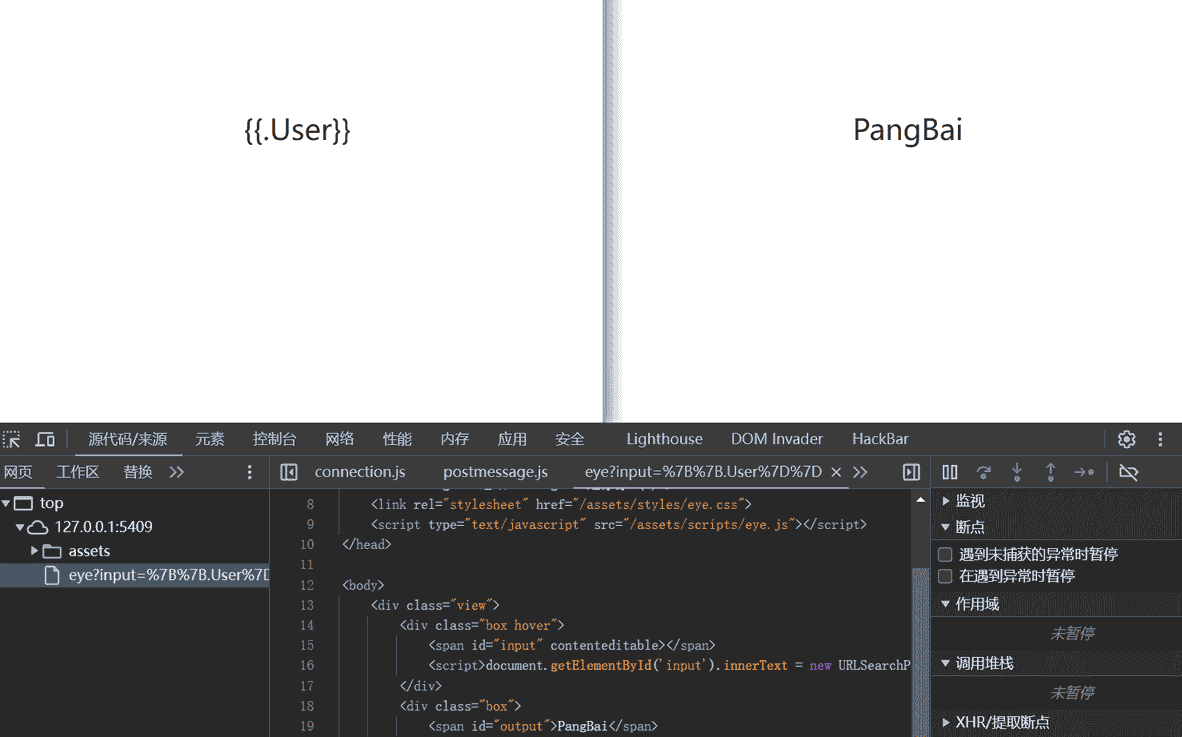 {{.User}} PangBai
源代码/来源 元素 控制台 网络 性能 内存 应用 安全 Lighthouse DOM Invader HackBar
网页 工作区 替换 connection.js postmessage.js eye?input=%7B%7B.User%7D%7D
top
127.0.0.1:5409
assets
eye?input=%7B%7B.User%7D
8 <link rel="stylesheet" href="/assets/styles/eye.css">
9 <script type="text/javascript" src="/assets/scripts/eye.js"></script>
10 </head>
11
12 <body>
13 <div class="view">
14 <div class="box hover">
15 <span id="input" contenteditable></span>
16 <script>document.getElementById('input').innerText = new URLSearchP
17 </div>
18 <div class="box">
19 <span id="output">PangBai</span>
监视
断点
遇到未捕获的异常时暂停
在遇到异常时暂停
作用域
未暂停
调用堆栈
未暂停
XHR/提取断点